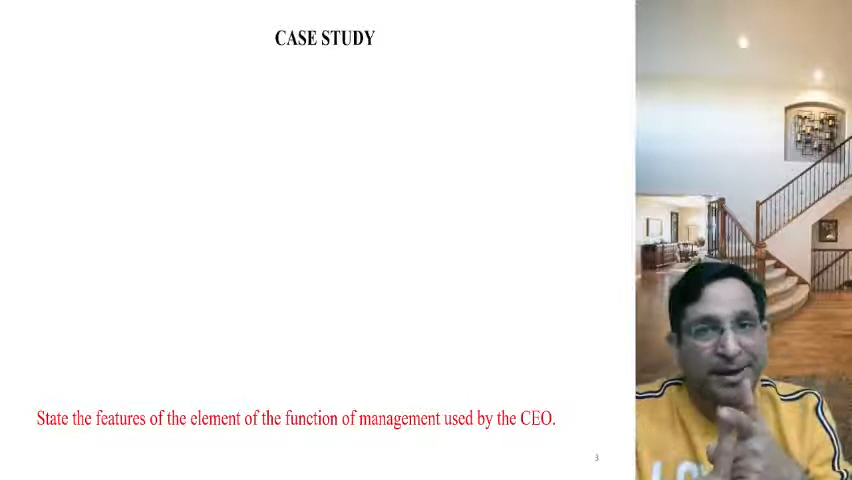 CASE STUDY
State the features of the element of the function of management used by the CEO.
3